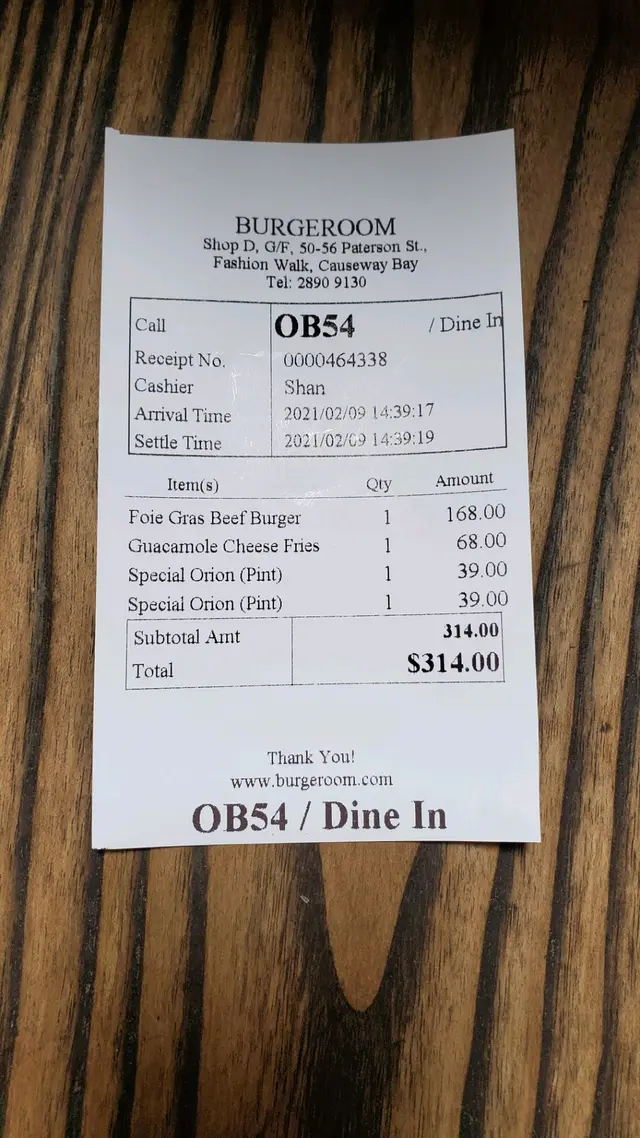 BURGEROOM
Shop D, G/F, 50-56 Paterson St.,
Fashion Walk, Causeway Bay
Tel: 2890 9130
Call OB54 / Dine In
Receipt No. 0000464338
Cashier Shan
Arrival Time 2021/02/09 14:39:17
Settle Time 2021/02/09 14:39:19
Item(s) Qty Amount
Foie Gras Beef Burger 1 168.00
Guacamole Cheese Fries 1 68.00
Special Orion (Pint) 1 39.00
Special Orion (Pint) 1 39.00
Subtotal Amt 314.00
Total $314.00
Thank You!
www.burgeroom.com
OB54 / Dine In